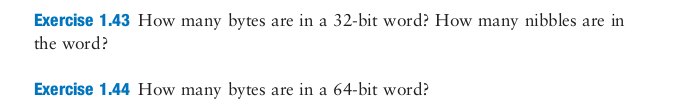 Exercise 1.43 How many bytes are in a 32-bit word? How many nibbles are in
the word?
Exercise 1.44 How many bytes are in a 64-bit word?